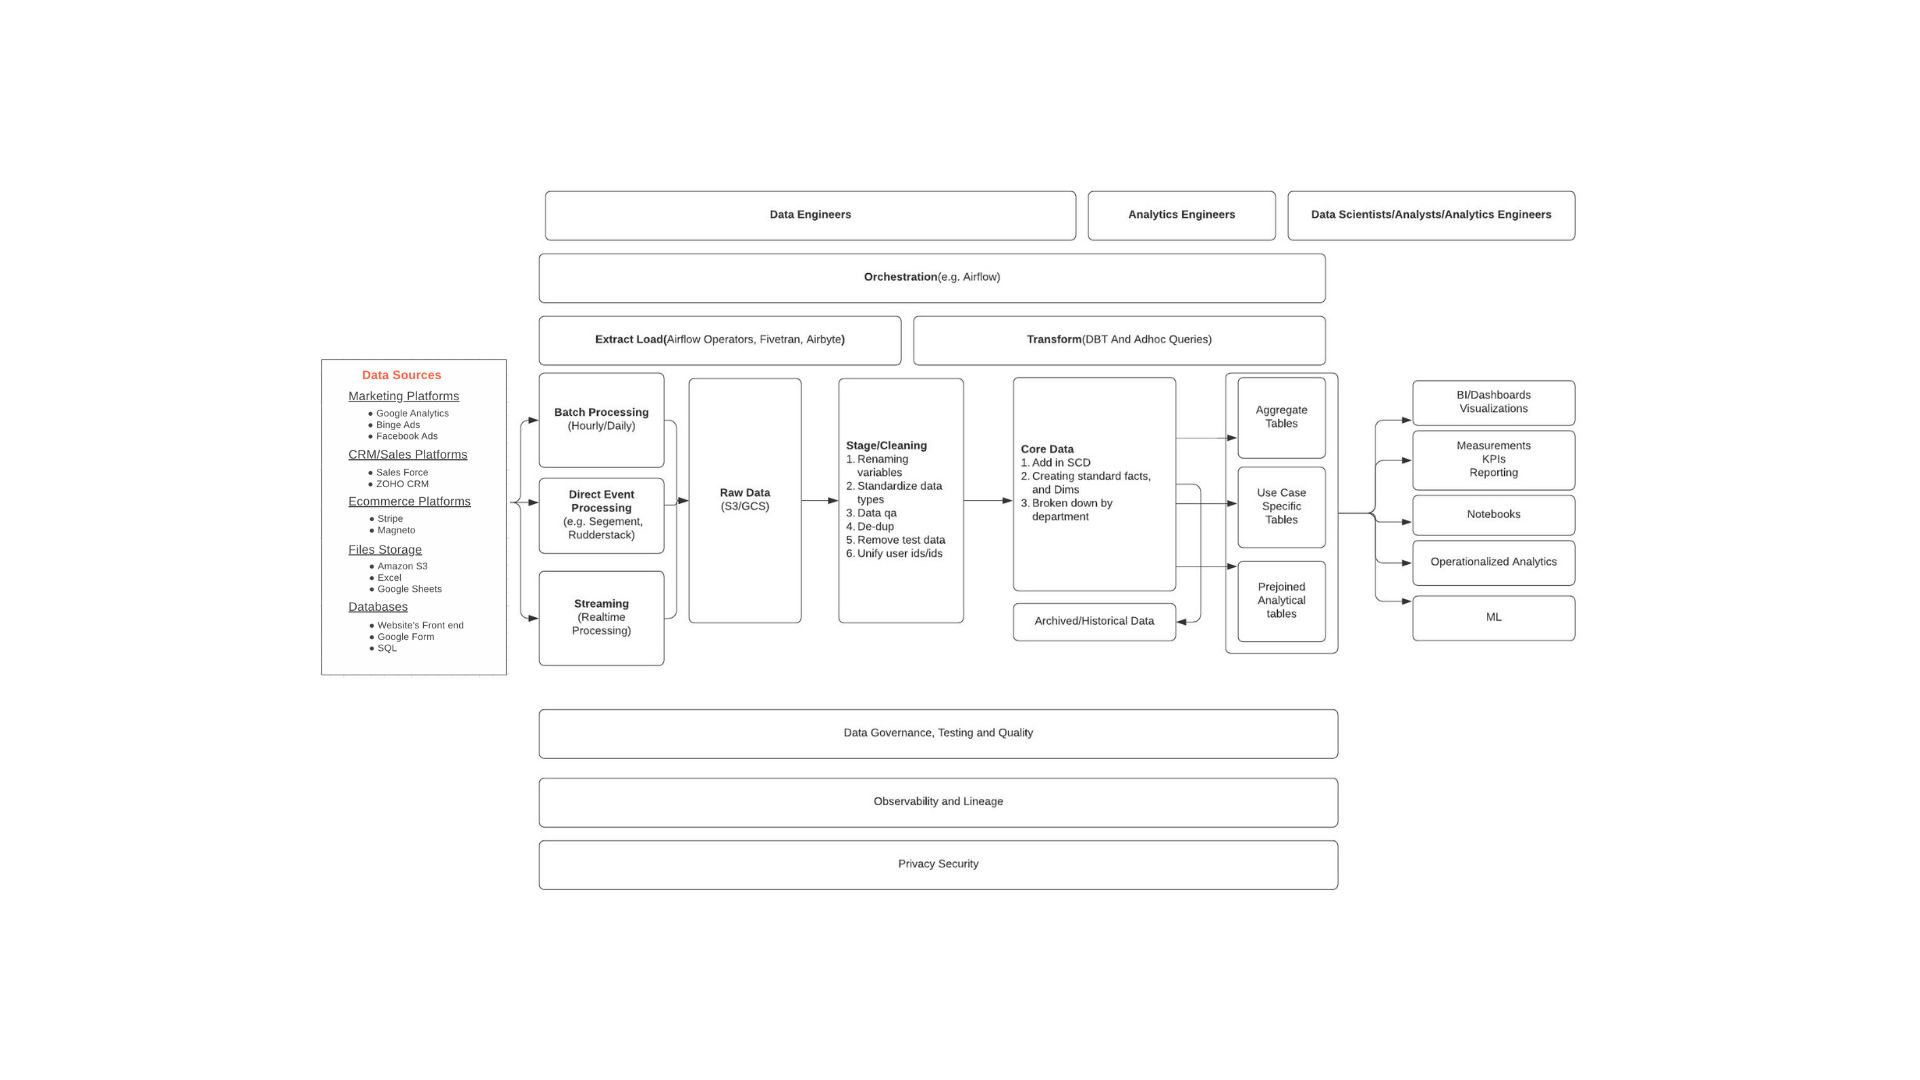 Data Engineers
Analytics Engineers
Data Scientists/Analysts/Analytics Engineers
Orchestration(e.g. Airflow)
Extract Load(Airflow Operators, Fivetran, Airbyte)
Transform(DBT And Adhoc Queries)
Data Sources
Marketing Platforms
● Google Analytics
● Binge Ads
● Facebook Ads
CRM/Sales Platforms
● Sales Force
● ZOHO CRM
Ecommerce Platforms
● Stripe
● Magneto
Files Storage
● Amazon S3
● Excel
● Google Sheets
Databases
● Website's Front end
● Google Form
● SQL
Batch Processing
(Hourly/Daily)
Direct Event
Processing
(e.g. Segement,
Rudderstack)
Streaming
(Realtime
Processing)
Raw Data
(S3/GCS)
Stage/Cleaning
1. Renaming
variables
2. Standardize data
types
3. Data qa
4. De-dup
5. Remove test data
6. Unify user ids/ids
Core Data
1. Add in SCD
2. Creating standard facts,
and Dims
3. Broken down by
department
Archived/Historical Data
Aggregate
Tables
Use Case
Specific
Tables
Prejoined
Analytical
tables
BI/Dashboards
Visualizations
Measurements
KPIs
Reporting
Notebooks
Operationalized Analytics
ML
Data Governance, Testing and Quality
Observability and Lineage
Privacy Security